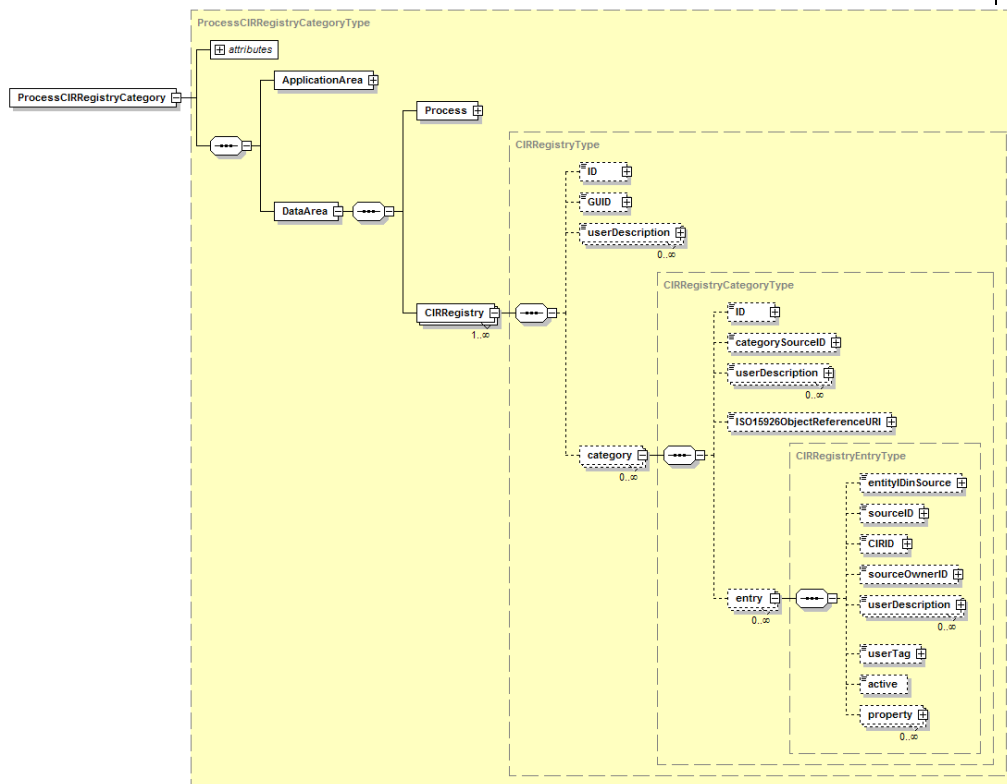 ProcessCIRRegistryCategoryType
attributes
ProcessCIRRegistryCategory
ApplicationArea
Process
CIRRegistryType
ID
GUID
DataArea
userDescription
0..∞
CIRRegistryCategoryType
CIRRegistry
1..∞
ID
categorySourceID
userDescription
0..∞
ISO15926ObjectReferenceURI
category
0..∞
CIRRegistryEntryType
entityIDinSource
sourceID
CIRID
sourceOwnerID
entry
0..∞
userDescription
0..∞
userTag
active
property
0..∞